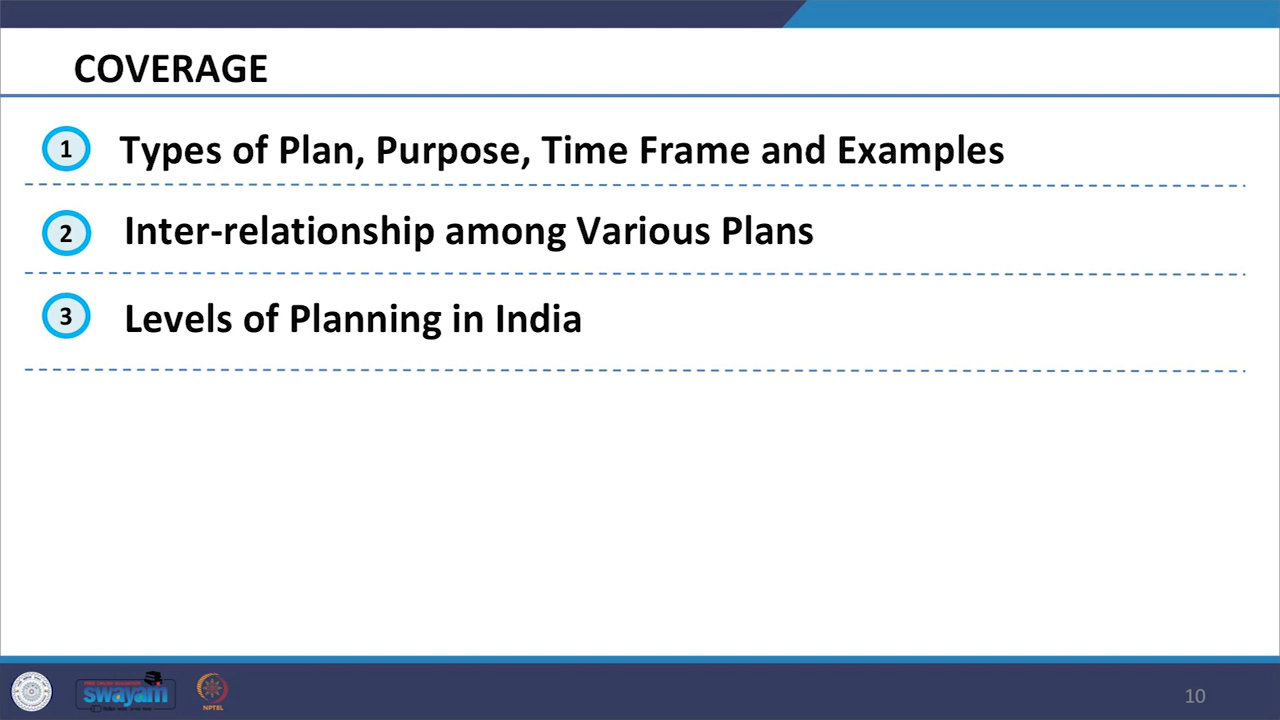 COVERAGE
1 Types of Plan, Purpose, Time Frame and Examples
2 Inter-relationship among Various Plans
3 Levels of Planning in India
swayam
NPTEL
10